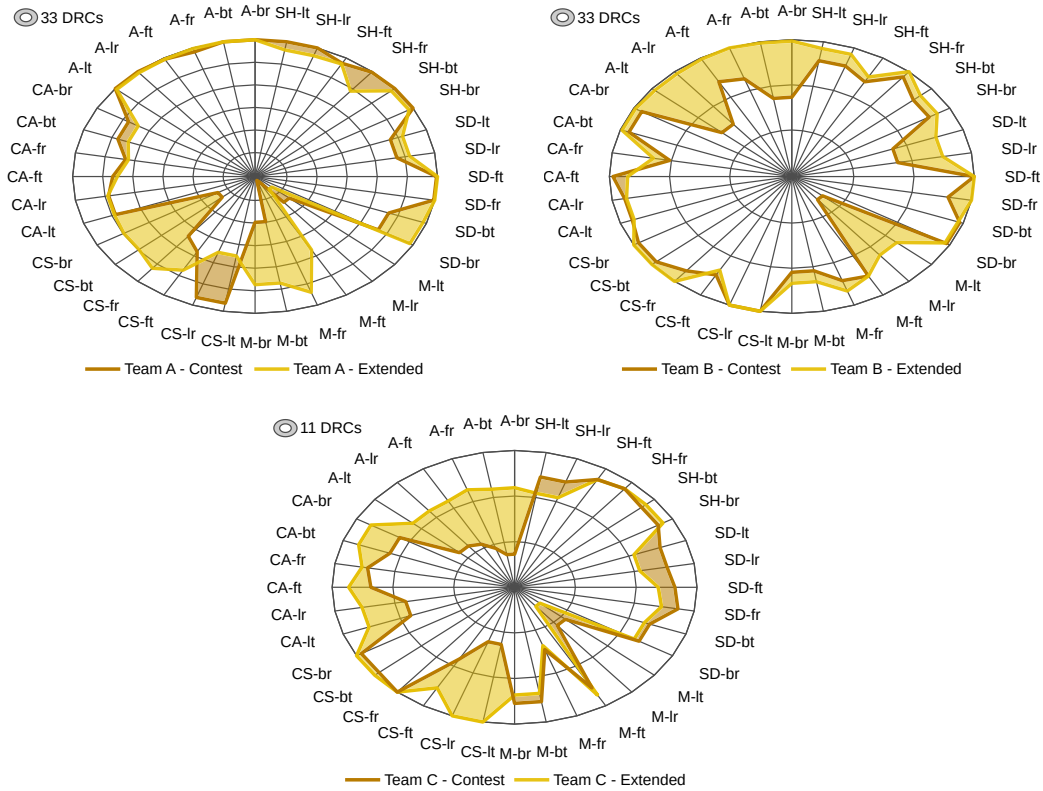 33 DRCs
A-br
SH-lt
SH-lr
SH-ft
SH-fr
SH-bt
SH-br
SD-lt
SD-lr
SD-ft
SD-fr
SD-bt
SD-br
M-lt
M-lr
M-ft
M-fr
M-bt
M-br
CS-lt
CS-lr
CS-ft
CS-fr
CS-bt
CS-br
CA-lt
CA-lr
CA-ft
CA-fr
CA-bt
CA-br
A-lt
A-lr
A-ft
A-fr
A-bt
Team A - Contest
Team A - Extended
33 DRCs
A-br
SH-lt
SH-lr
SH-ft
SH-fr
SH-bt
SH-br
SD-lt
SD-lr
SD-ft
SD-fr
SD-bt
SD-br
M-lt
M-lr
M-ft
M-fr
M-bt
M-br
CS-lt
CS-lr
CS-ft
CS-fr
CS-bt
CS-br
CA-lt
CA-lr
CA-ft
CA-fr
CA-bt
CA-br
A-lt
A-lr
A-ft
A-fr
A-bt
Team B - Contest
Team B - Extended
11 DRCs
A-br
SH-lt
SH-lr
SH-ft
SH-fr
SH-bt
SH-br
SD-lt
SD-lr
SD-ft
SD-fr
SD-bt
SD-br
M-lt
M-lr
M-ft
M-fr
M-bt
M-br
CS-lt
CS-lr
CS-ft
CS-fr
CS-bt
CS-br
CA-lt
CA-lr
CA-ft
CA-fr
CA-bt
CA-br
A-lt
A-lr
A-ft
A-fr
A-bt
Team C - Contest
Team C - Extended